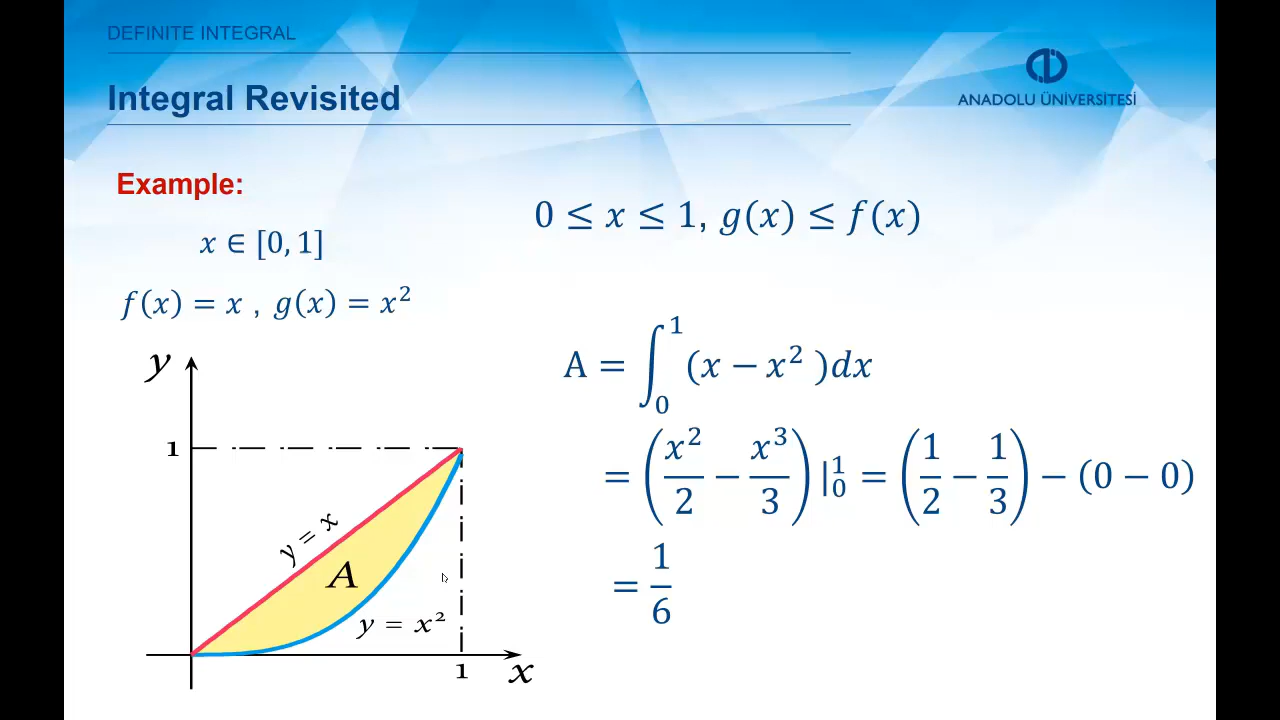 DEFINITE INTEGRAL
Integral Revisited
ANADOLU ÜNİVERSİTESİ
Example:
x ∈ [0, 1]
f(x) = x , g(x) = x²
0 ≤ x ≤ 1, g(x) ≤ f(x)
A = ∫₀¹ (x − x² )dx
= (x²/2 − x³/3) |₀¹ = (1/2 − 1/3) − (0 − 0)
= 1/6
y
1
y = x
A
y = x²
1
x